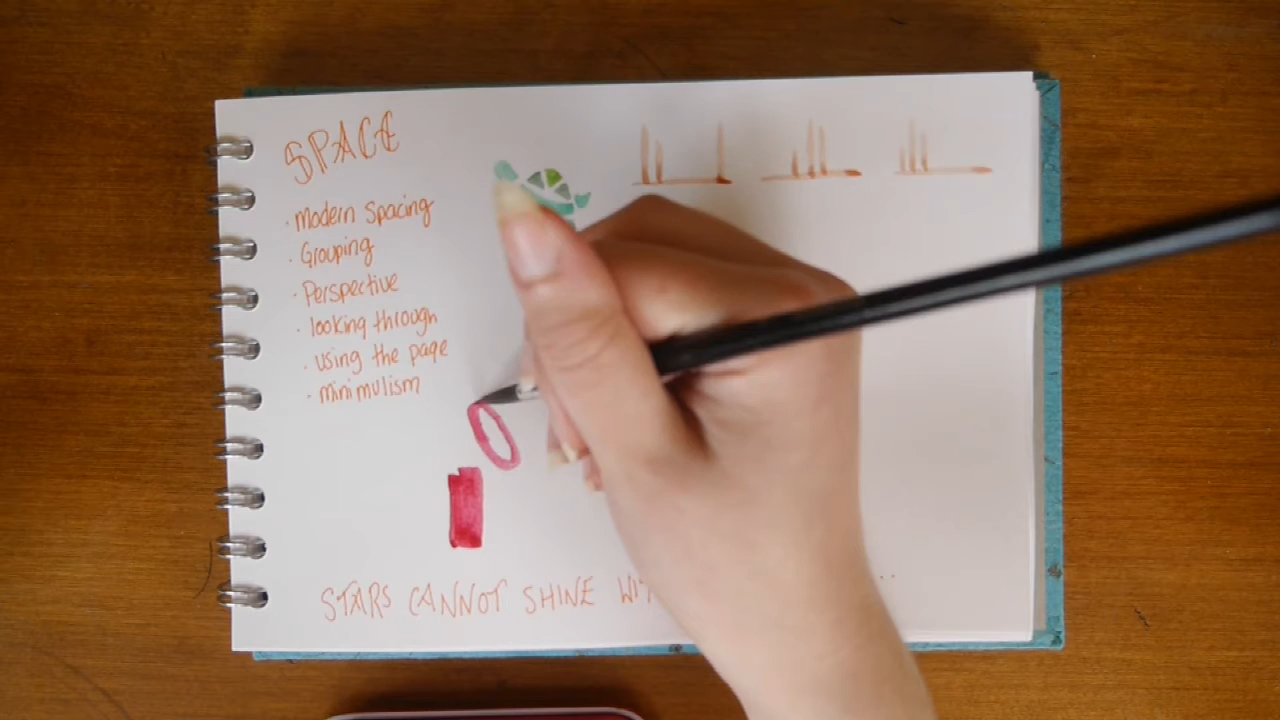 SPACE
· modern spacing
· Grouping
· Perspective
· looking through
· using the page
· minimulism
STARS CANNOT SHINE